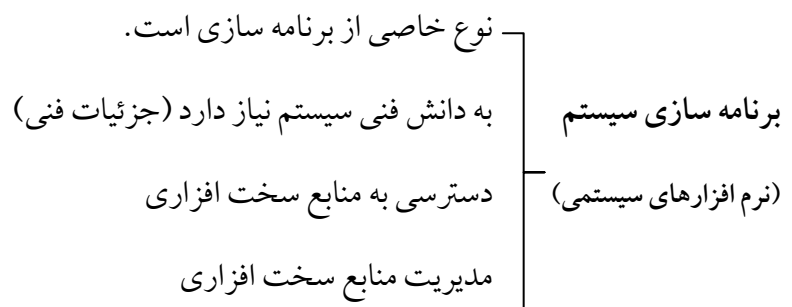 نوع خاصی از برنامه سازی است.
برنامه سازی سیستم
به دانش فنی سیستم نیاز دارد (جزئیات فنی)
(نرم افزارهای سیستمی)
دسترسی به منابع سخت افزاری
مدیریت منابع سخت افزاری